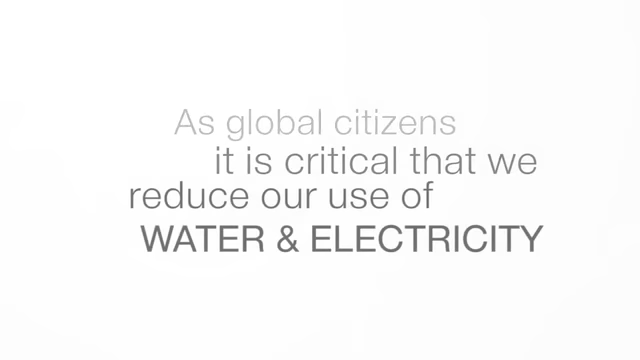 As global citizens
it is critical that we
reduce our use of
WATER & ELECTRICITY